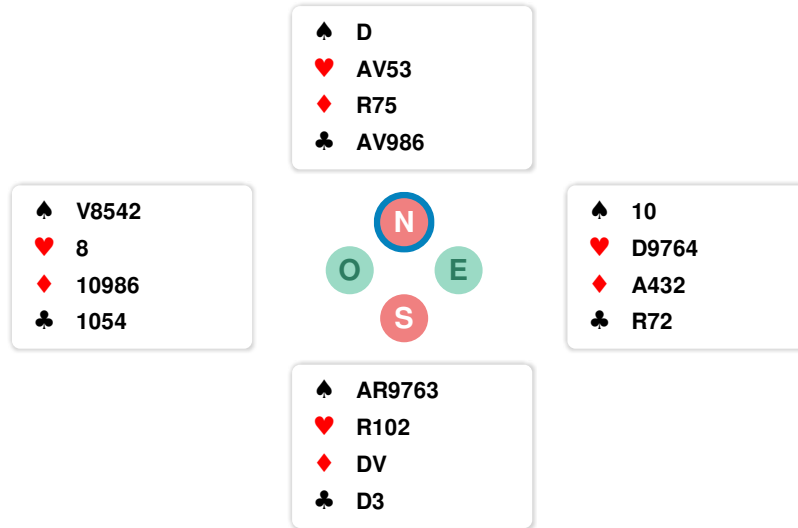 ♠ D
♥ AV53
♦ R75
♣ AV986
♠ V8542
♥ 8
♦ 10986
♣ 1054
N
O E
S
♠ 10
♥ D9764
♦ A432
♣ R72
♠ AR9763
♥ R102
♦ DV
♣ D3